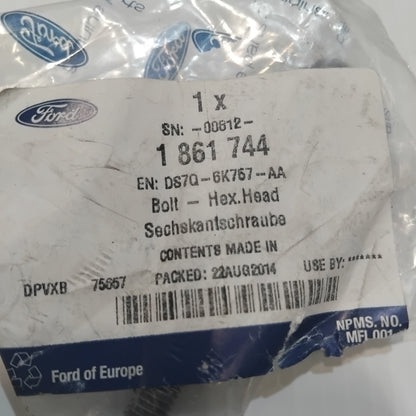 Ford
1 x
SN: -00612-
1 861 744
EN: DS7Q-6K757-AA
Bolt - Hex.Head
Sechskantschraube
CONTENTS MADE IN
DPVXB 75657 PACKED: 22AUG2014 USE BY: *******
NPMS. NO.
MFL001
Ford of Europe